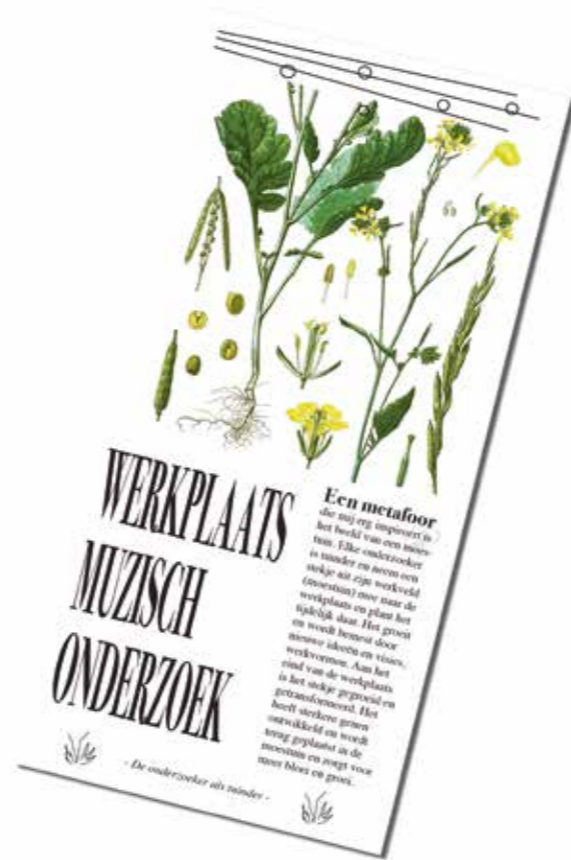 WERKPLAATS
MUZISCH
ONDERZOEK
Een metafoor
die mij erg inspireert is
het beeld van een moes-
tuin. Elke onderzoeker
is tuinder en neem een
stekje uit zijn werkveld
(moestuin) mee naar de
werkplaats en plant het
tijdelijk daar. Het groeit
en wordt bemest door
nieuwe ideeën en visies,
werkvormen. Aan het
eind van de werkplaats
is het stekje gegroeid en
getransformeerd. Het
heeft sterkere genen
ontwikkeld en wordt
terug geplaatst in de
moestuin en zorgt voor
meer bloei en groei.
- De onderzoeker als tuinder -